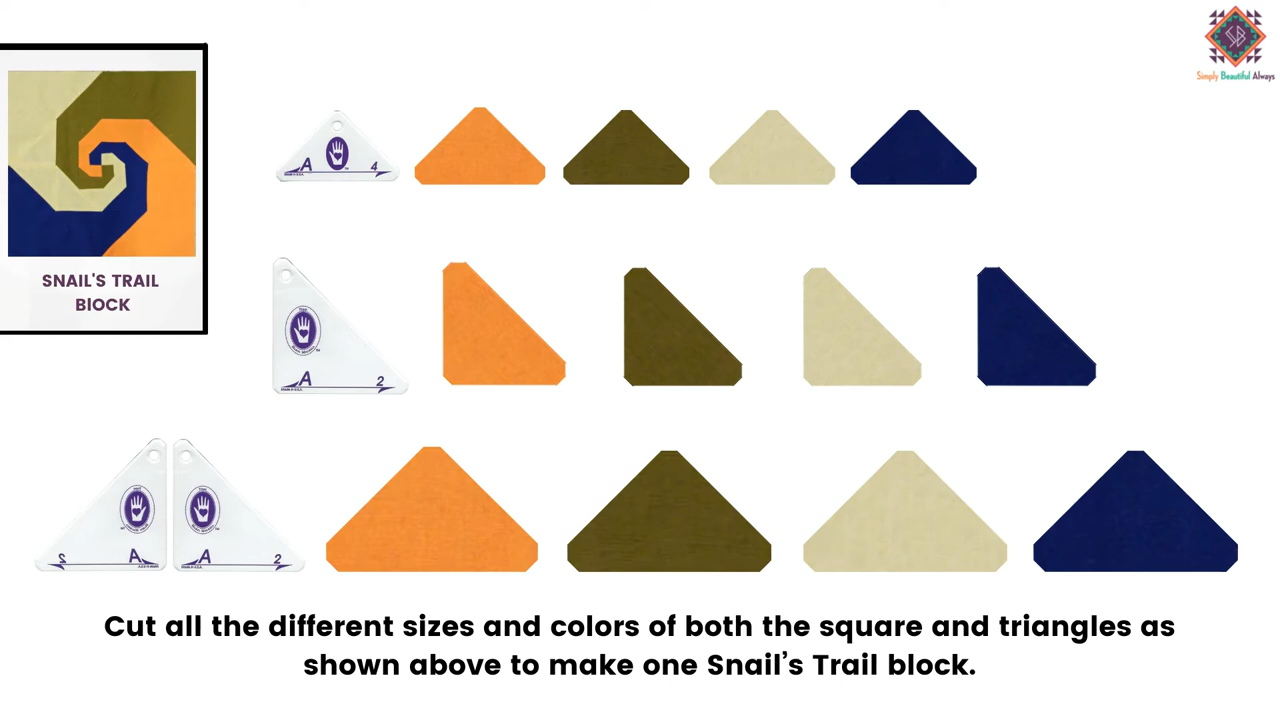 Simply Beautiful Always
SNAIL'S TRAIL
BlOCK
A 4
A 2
2 A
A 2
Cut all the different sizes and colors of both the square and triangles as
shown above to make one Snail's Trail block.